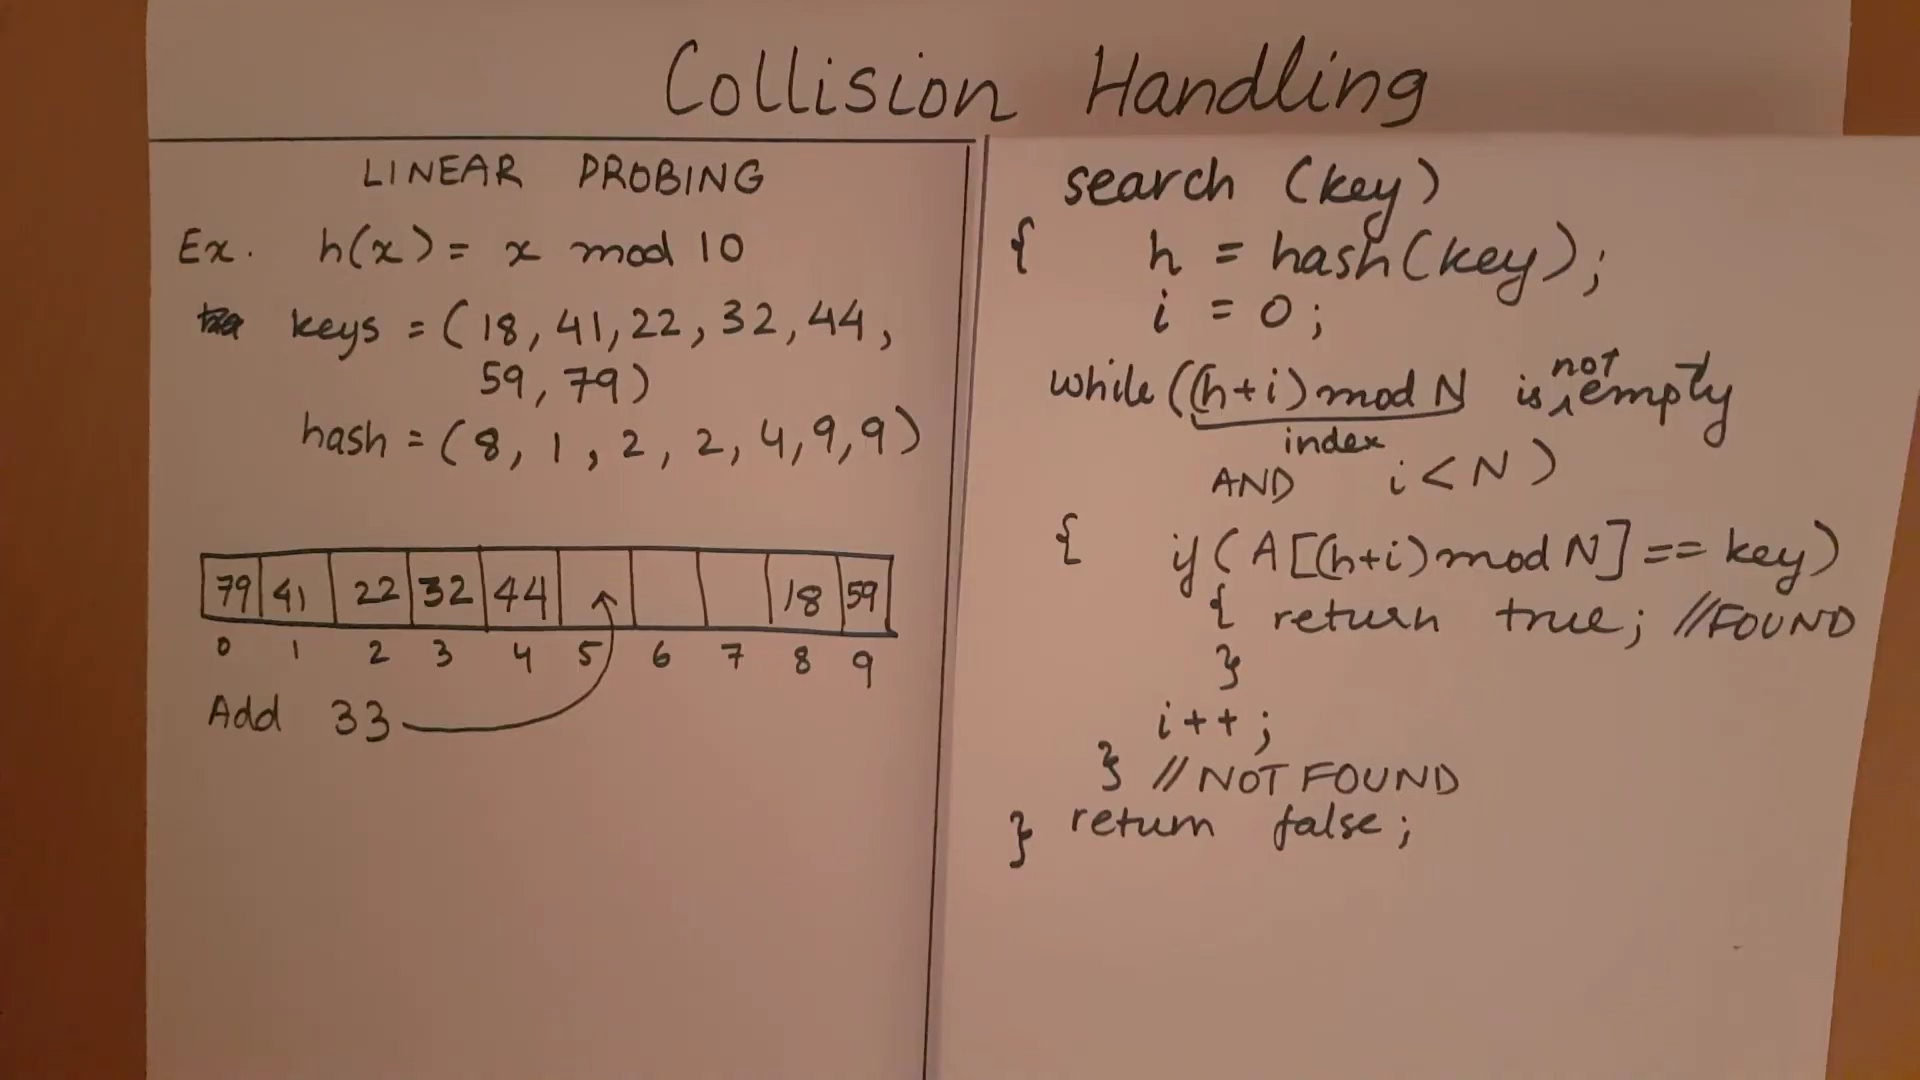 Collision Handling
LINEAR PROBING
Ex. h(x) = x mod 10
keys = (18, 41, 22, 32, 44,
59, 79)
hash = (8, 1, 2, 2, 4, 9, 9)
79 41 22 32 44 18 59
0 1 2 3 4 5 6 7 8 9
Add 33
search (key)
{ h = hash(key);
i = 0;
while ((h+i) mod N is not empty
index
AND i < N)
{ if (A[(h+i) mod N] == key)
{ return true; //FOUND
}
i++;
} //NOT FOUND
} return false;